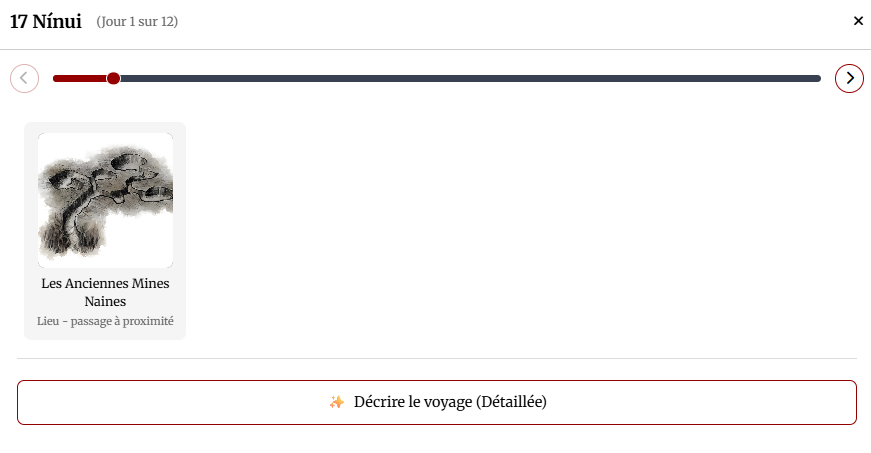 17 Nínui (Jour 1 sur 12)
Les Anciennes Mines
Naines
Lieu - passage à proximité
Décrire le voyage (Détaillée)